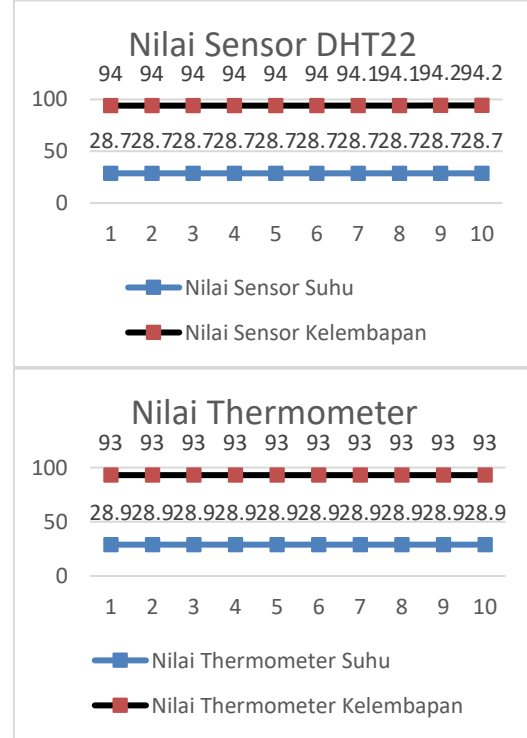 Nilai Sensor DHT22
94 94 94 94 94 94 94.1 94.1 94.2 94.2
100
28.7 28.7 28.7 28.7 28.7 28.7 28.7 28.7 28.7 28.7
50
0
1 2 3 4 5 6 7 8 9 10
Nilai Sensor Suhu
Nilai Sensor Kelembapan
Nilai Thermometer
93 93 93 93 93 93 93 93 93 93
100
28.9 28.9 28.9 28.9 28.9 28.9 28.9 28.9 28.9 28.9
50
0
1 2 3 4 5 6 7 8 9 10
Nilai Thermometer Suhu
Nilai Thermometer Kelembapan